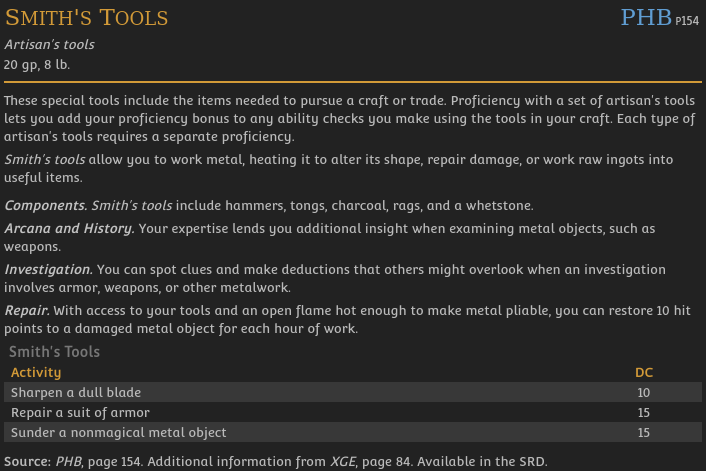 Smith's Tools PHB p154
Artisan's tools
20 gp, 8 lb.
These special tools include the items needed to pursue a craft or trade. Proficiency with a set of artisan's tools
lets you add your proficiency bonus to any ability checks you make using the tools in your craft. Each type of
artisan's tools requires a separate proficiency.
Smith's tools allow you to work metal, heating it to alter its shape, repair damage, or work raw ingots into
useful items.
Components. Smith's tools include hammers, tongs, charcoal, rags, and a whetstone.
Arcana and History. Your expertise lends you additional insight when examining metal objects, such as
weapons.
Investigation. You can spot clues and make deductions that others might overlook when an investigation
involves armor, weapons, or other metalwork.
Repair. With access to your tools and an open flame hot enough to make metal pliable, you can restore 10 hit
points to a damaged metal object for each hour of work.
Smith's Tools
Activity DC
Sharpen a dull blade 10
Repair a suit of armor 15
Sunder a nonmagical metal object 15
Source: PHB, page 154. Additional information from XGE, page 84. Available in the SRD.